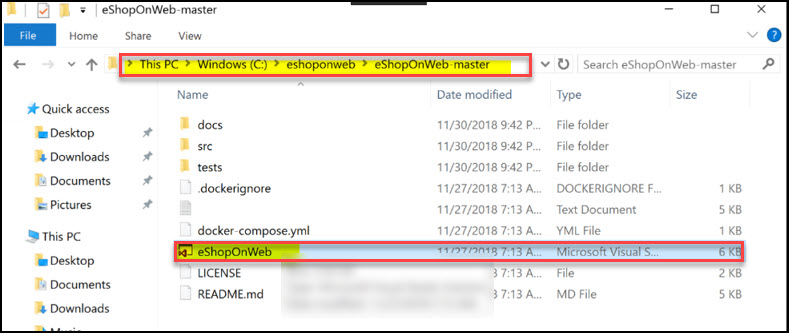 eShopOnWeb-master
File Home Share View
This PC Windows (C:) eshoponweb eShopOnWeb-master Search eShopOnWeb-master
Name Date modified Type Size
Quick access
Desktop
Downloads
Documents
Pictures
This PC
Desktop
Documents
Downloads
Music
docs 11/30/2018 9:42 P... File folder
src 11/30/2018 9:42 P... File folder
tests 11/30/2018 9:42 P... File folder
.dockerignore 11/27/2018 7:13 A... DOCKERIGNORE F... 1 KB
11/27/2018 7:13 A... Text Document 5 KB
docker-compose.yml 11/27/2018 7:13 A... YML File 1 KB
eShopOnWeb 11/27/2018 7:13 A... Microsoft Visual S... 6 KB
LICENSE 11/27/2018 7:13 A... File 2 KB
README.md 11/27/2018 7:13 A... MD File 7 KB